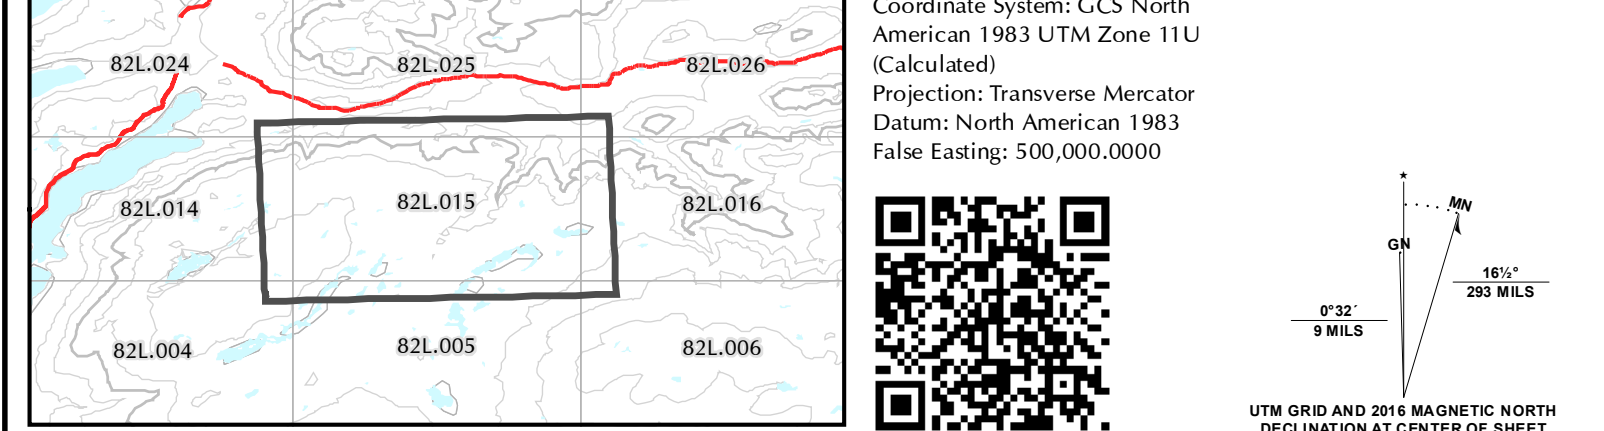 82L.024
82L.025
82L.026
82L.014
82L.015
82L.016
82L.004
82L.005
82L.006
Coordinate System: GCS North
American 1983 UTM Zone 11U
(Calculated)
Projection: Transverse Mercator
Datum: North American 1983
False Easting: 500,000.0000
MN
GN
16½°
293 MILS
0°32´
9 MILS
UTM GRID AND 2016 MAGNETIC NORTH
DECLINATION AT CENTER OF SHEET